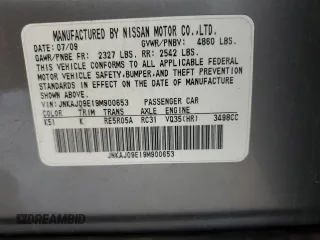 MANUFACTURED BY NISSAN MOTOR CO.,LTD.
DATE: 07/09 GVWR/PNBV: 4860 LBS.
GAWR/PNBE FR: 2327 LBS. RR: 2542 LBS.
THIS VEHICLE CONFORMS TO ALL APPLICABLE FEDERAL
MOTOR VEHICLE SAFETY,BUMPER,AND THEFT PREVENTION
STANDARDS IN EFFECT ON THE DATE OF
MANUFACTURE SHOWN ABOVE.
VIN: JNKAJ09E19M900653 PASSENGER CAR
COLOR TRIM TRANS AXLE ENGINE
K51 K RE5R05A RC31 VQ35(HR) 3498CC
JNKAJ09E19M900653